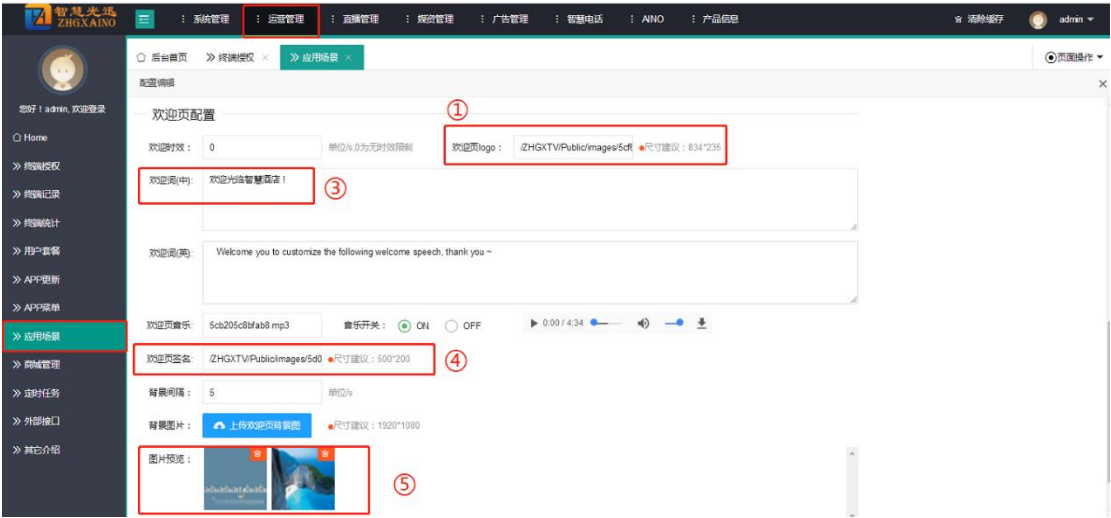 智慧光迅
ZHGXAINO
系统管理
运营管理
直播管理
媒资管理
广告管理
智慧电话
AINO
产品信息
清除缓存
admin
后台首页
终端授权
应用场景
页面操作
配置编辑
您好！admin, 欢迎登录
Home
终端授权
终端记录
终端统计
用户套餐
APP更新
APP菜单
应用场景
商城管理
定时任务
外部接口
其它介绍
欢迎页配置
①
欢迎时效： 0 单位/s,0为无时效限制
欢迎页logo： /ZHGXTV/Public/images/5cf ●尺寸建议：834*235
欢迎词(中): 欢迎光临智慧酒店！
③
欢迎词(英): Welcome you to customize the following welcome speech, thank you ~
欢迎页音乐: 5cb205c8bfab8.mp3 音乐开关： ON OFF 0:00 / 4:34
欢迎页签名: /ZHGXTV/Public/images/5d0 ●尺寸建议：500*200
④
背景间隔： 5 单位/s
背景图片： 上传欢迎页背景图 ●尺寸建议：1920*1080
图片预览：
⑤